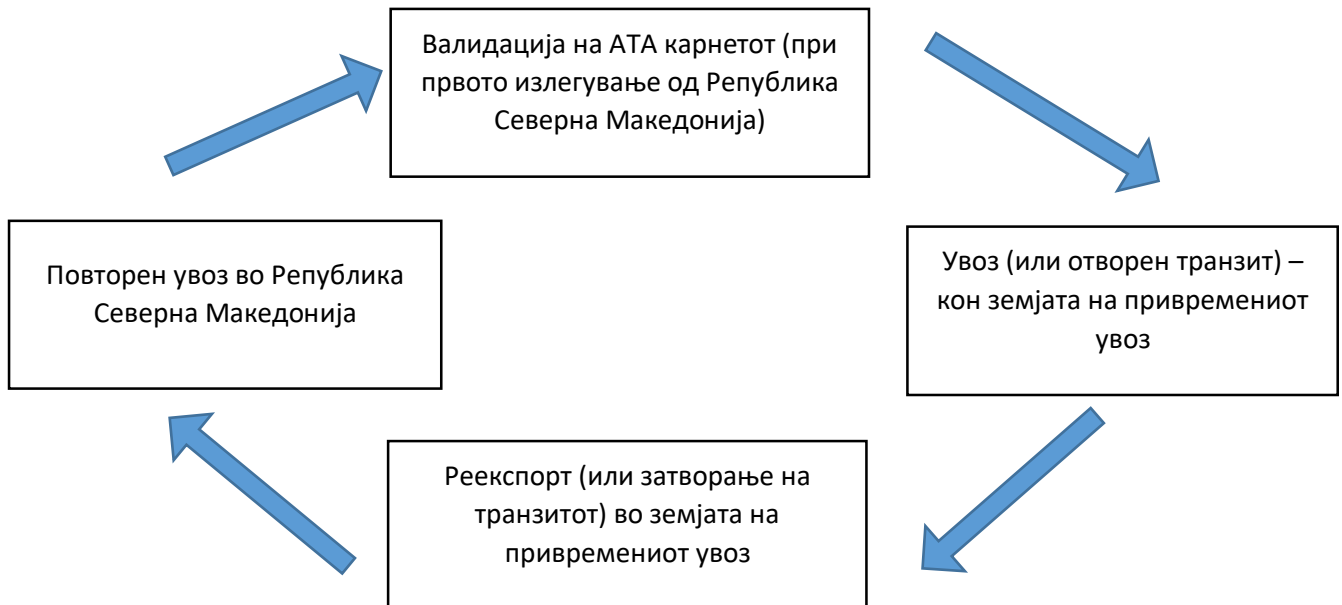 Валидација на АТА карнетот (при
првото излегување од Република
Северна Македонија)
Увоз (или отворен транзит) –
кон земјата на привремениот
увоз
Реекспорт (или затворање на
транзитот) во земјата на
привремениот увоз
Повторен увоз во Република
Северна Македонија